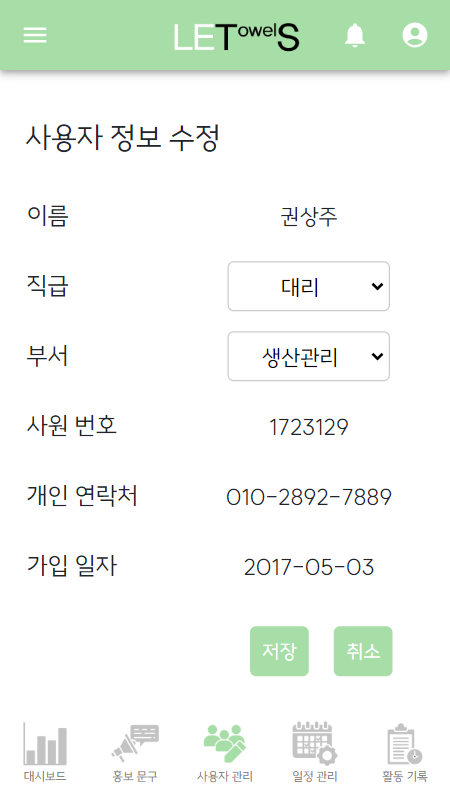 LETowelS
사용자 정보 수정
이름 권상주
직급 대리
부서 생산관리
사원 번호 1723129
개인 연락처 010-2892-7889
가입 일자 2017-05-03
저장 취소
대시보드 홍보 문구 사용자 관리 일정 관리 활동 기록